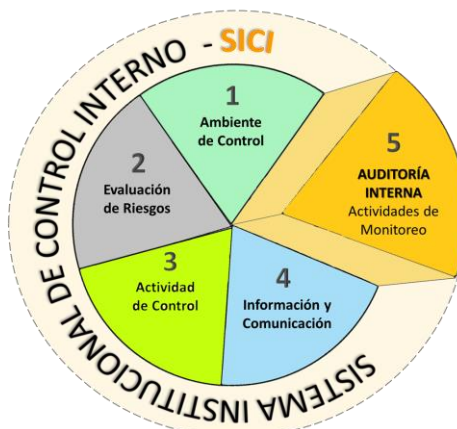 SISTEMA INSTITUCIONAL DE CONTROL INTERNO - SICI
1
Ambiente
de Control
2
Evaluación
de Riesgos
3
Actividad
de Control
4
Información y
Comunicación
5
AUDITORÍA
INTERNA
Actividades de
Monitoreo